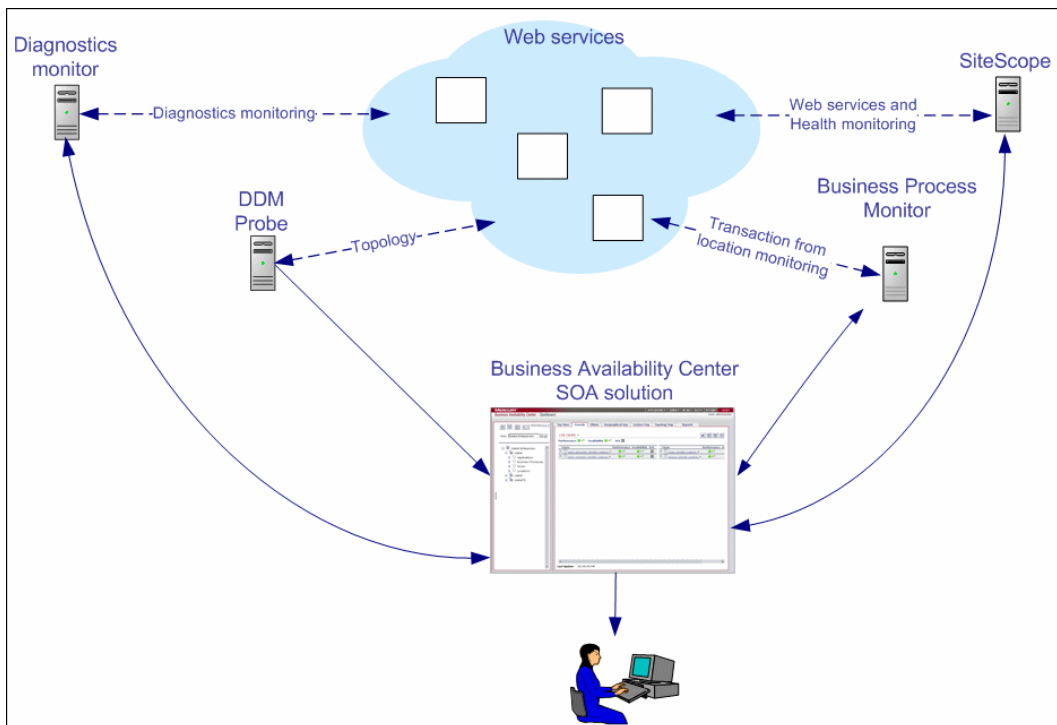 Web services
Diagnostics
monitor
SiteScope
Diagnostics monitoring
Web services and
Health monitoring
DDM
Probe
Business Process
Monitor
Topology
Transaction from
location monitoring
Business Availability Center
SOA solution